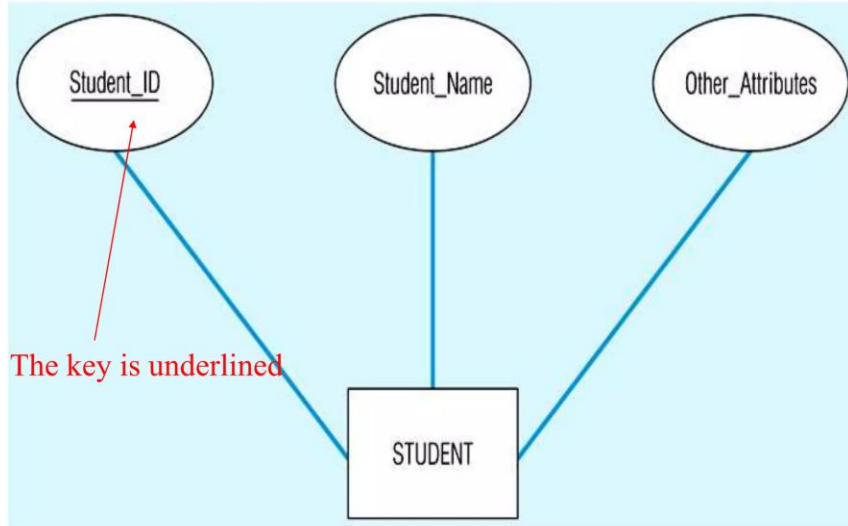 Student_ID
Student_Name
Other_Attributes
The key is underlined
STUDENT